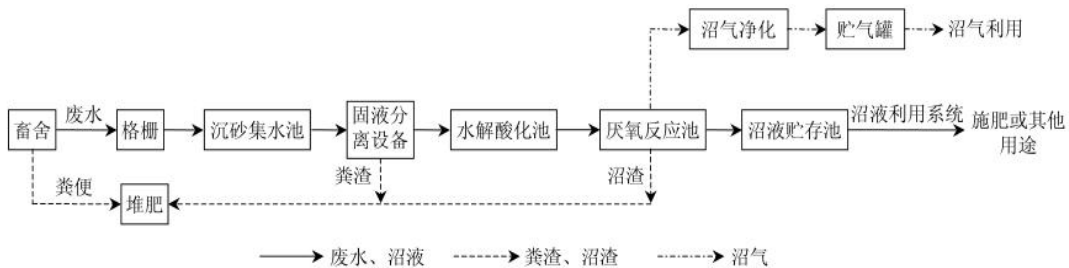 沼气净化
贮气罐
沼气利用
畜舍
废水
格栅
沉砂集水池
固液分
离设备
水解酸化池
厌氧反应池
沼液贮存池
沼液利用系统
施肥或其他
用途
粪便
堆肥
粪渣
沼渣
废水、沼液
粪渣、沼渣
沼气